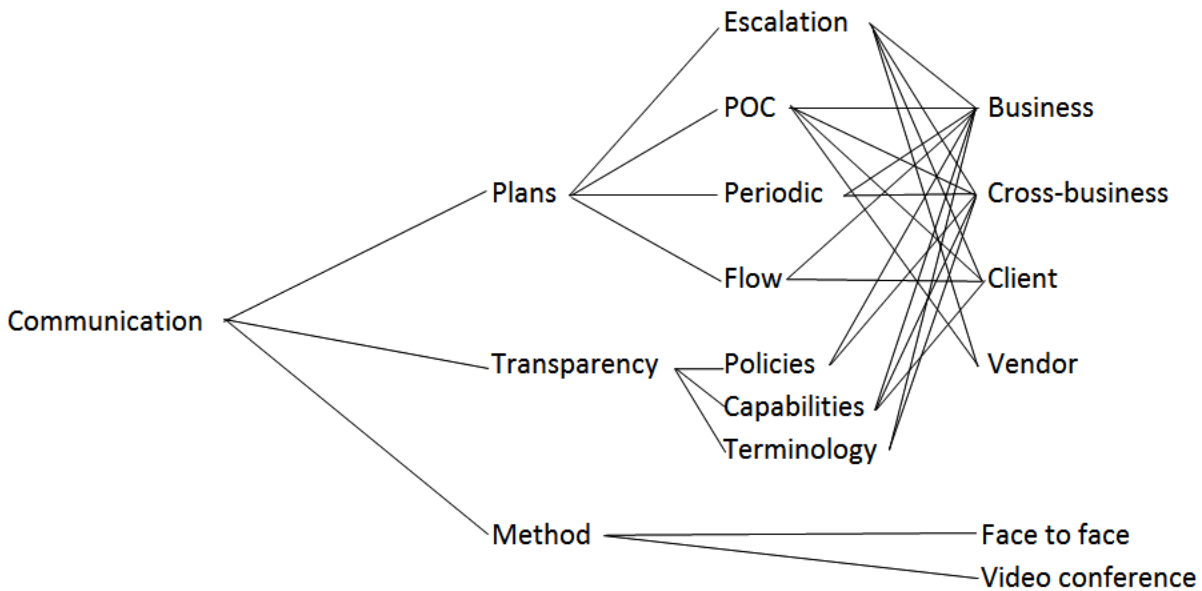 Escalation
POC
Business
Plans
Periodic
Cross-business
Flow
Client
Communication
Transparency
Policies
Vendor
Capabilities
Terminology
Method
Face to face
Video conference